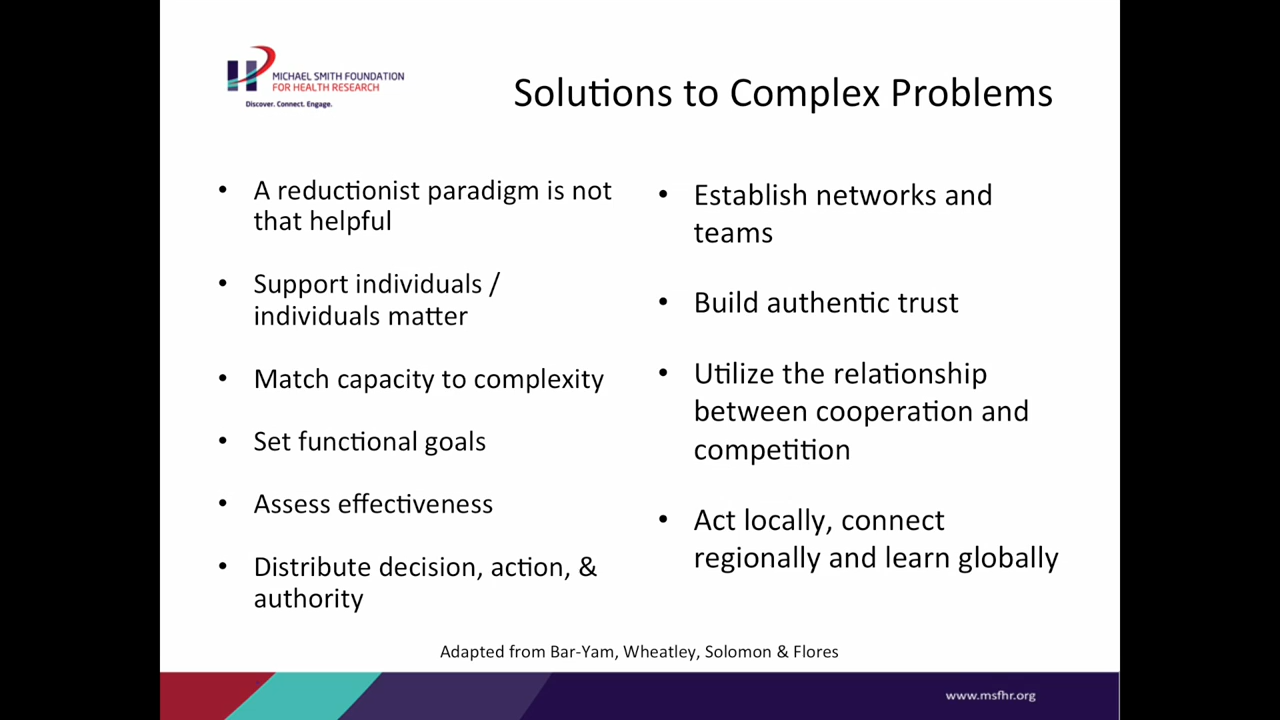 MICHAEL SMITH FOUNDATION
FOR HEALTH RESEARCH
Discover. Connect. Engage.
Solutions to Complex Problems
• A reductionist paradigm is not
that helpful
• Support individuals /
individuals matter
• Match capacity to complexity
• Set functional goals
• Assess effectiveness
• Distribute decision, action, &
authority
• Establish networks and
teams
• Build authentic trust
• Utilize the relationship
between cooperation and
competition
• Act locally, connect
regionally and learn globally
Adapted from Bar-Yam, Wheatley, Solomon & Flores
www.msfhr.org